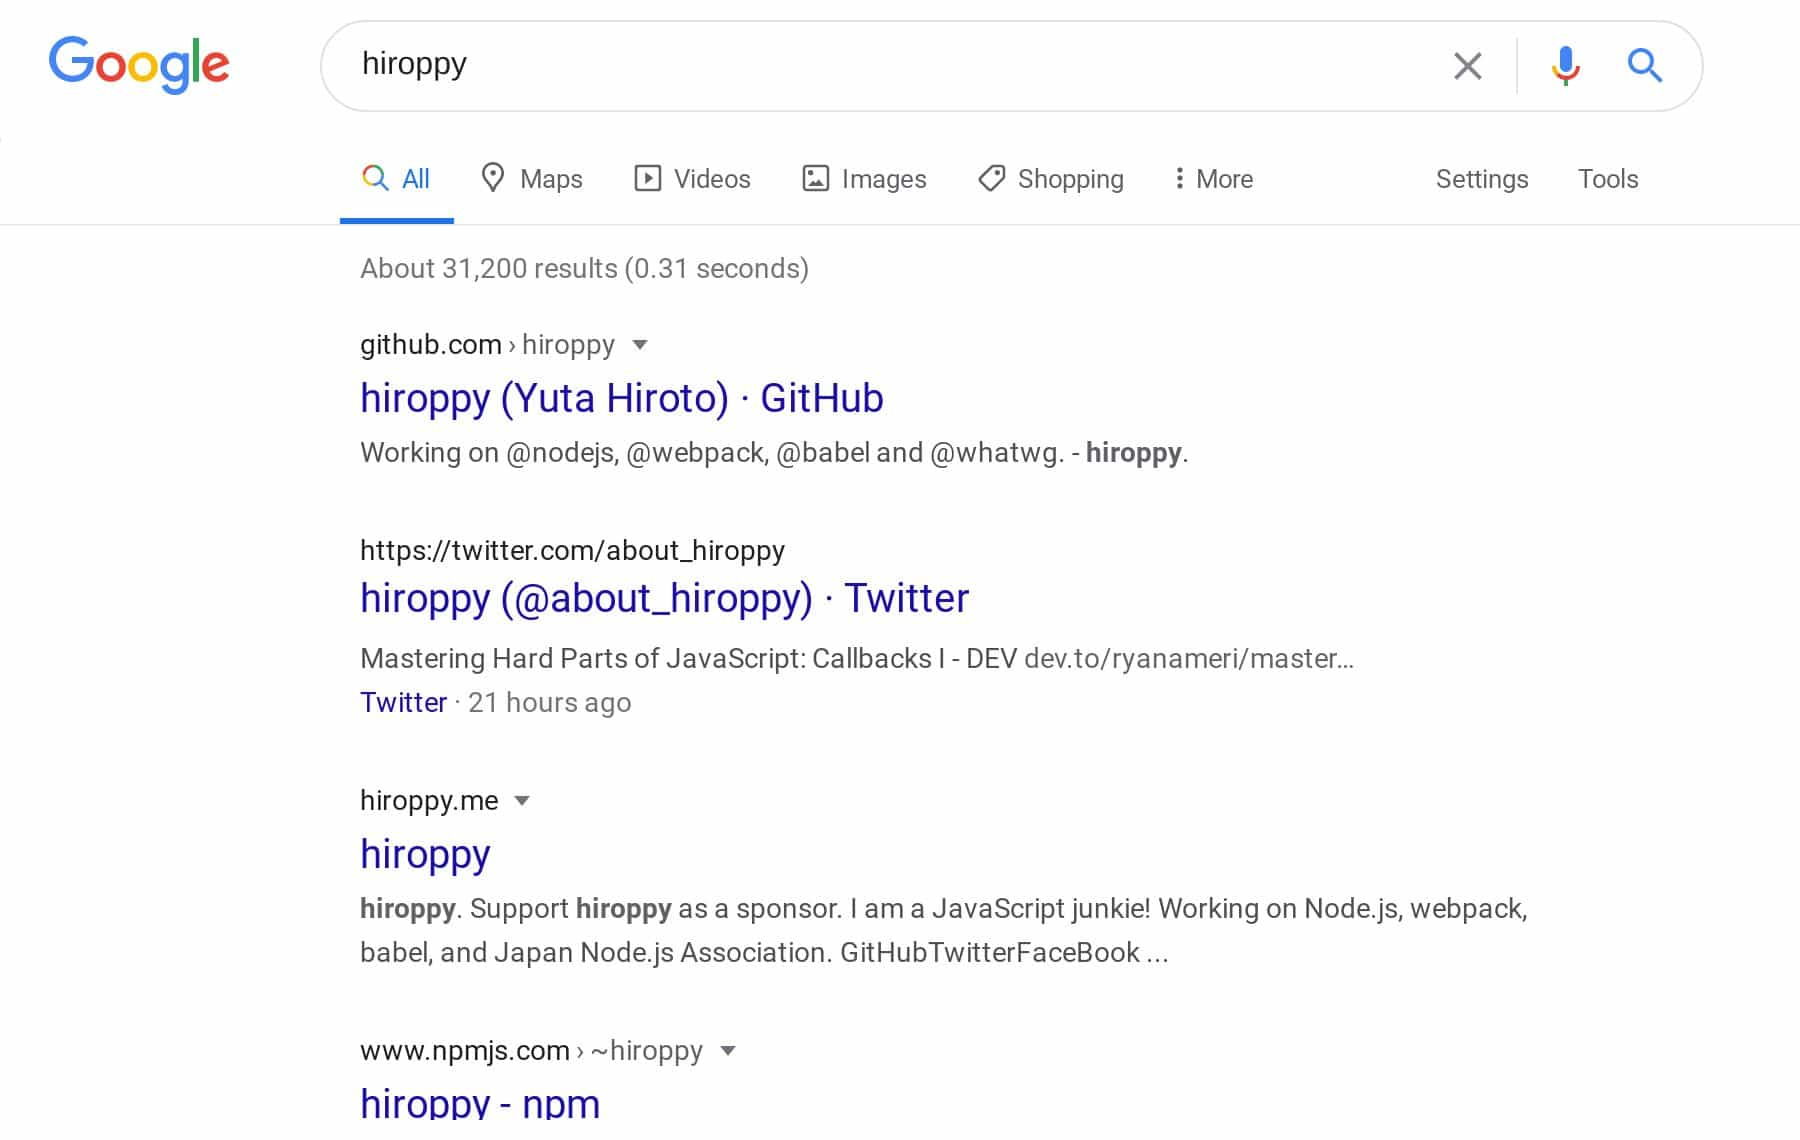 Google hiroppy
All Maps Videos Images Shopping More Settings Tools
About 31,200 results (0.31 seconds)
github.com › hiroppy
hiroppy (Yuta Hiroto) · GitHub
Working on @nodejs, @webpack, @babel and @whatwg. - hiroppy.
https://twitter.com/about_hiroppy
hiroppy (@about_hiroppy) · Twitter
Mastering Hard Parts of JavaScript: Callbacks I - DEV dev.to/ryanameri/master...
Twitter · 21 hours ago
hiroppy.me
hiroppy
hiroppy. Support hiroppy as a sponsor. I am a JavaScript junkie! Working on Node.js, webpack,
babel, and Japan Node.js Association. GitHubTwitterFaceBook ...
www.npmjs.com › ~hiroppy
hiroppy - npm